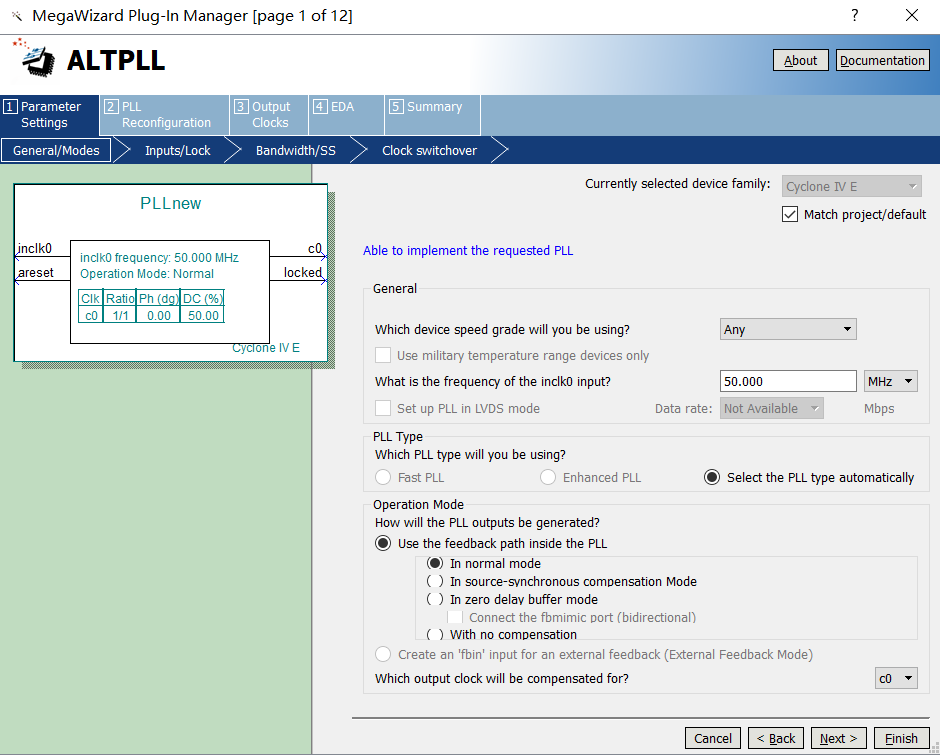 MegaWizard Plug-In Manager [page 1 of 12]
?
ALTPLL
About
Documentation
1 Parameter Settings
2 PLL Reconfiguration
3 Output Clocks
4 EDA
5 Summary
General/Modes
Inputs/Lock
Bandwidth/SS
Clock switchover
PLLnew
inclk0
areset
inclk0 frequency: 50.000 MHz
Operation Mode: Normal
Clk Ratio Ph (dg) DC (%)
c0 1/1 0.00 50.00
c0
locked
Cyclone IV E
Currently selected device family:
Cyclone IV E
Match project/default
Able to implement the requested PLL
General
Which device speed grade will you be using?
Any
Use military temperature range devices only
What is the frequency of the inclk0 input?
50.000
MHz
Set up PLL in LVDS mode
Data rate:
Not Available
Mbps
PLL Type
Which PLL type will you be using?
Fast PLL
Enhanced PLL
Select the PLL type automatically
Operation Mode
How will the PLL outputs be generated?
Use the feedback path inside the PLL
In normal mode
In source-synchronous compensation Mode
In zero delay buffer mode
Connect the fbmimic port (bidirectional)
With no compensation
Create an 'fbin' input for an external feedback (External Feedback Mode)
Which output clock will be compensated for?
c0
Cancel
< Back
Next >
Finish